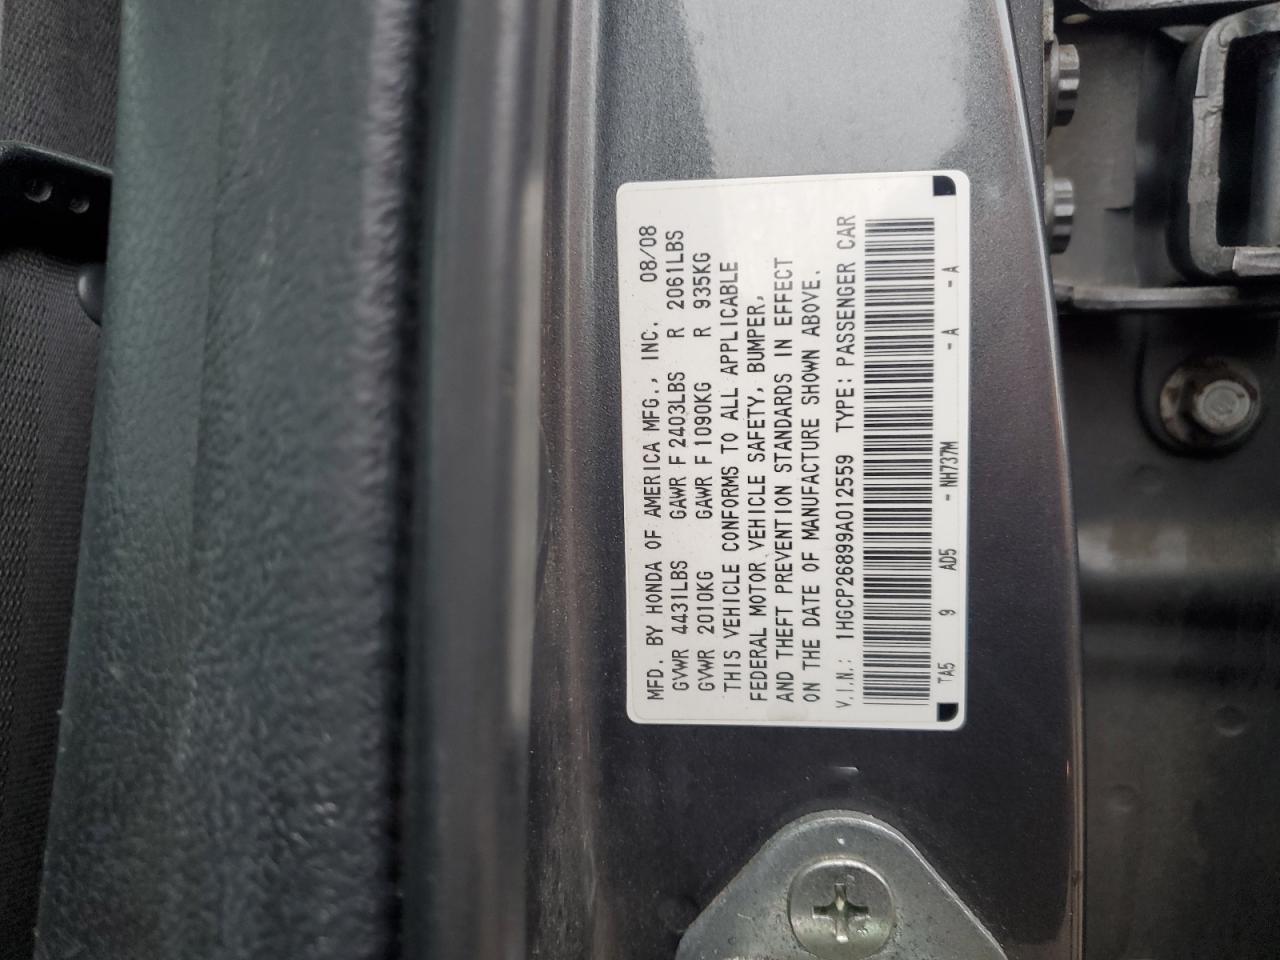 MFD. BY HONDA OF AMERICA MFG., INC. 08/08
GVWR 4431LBS GAWR F 2403LBS R 2061LBS
GVWR 2010KG GAWR F 1090KG R 935KG
THIS VEHICLE CONFORMS TO ALL APPLICABLE
FEDERAL MOTOR VEHICLE SAFETY, BUMPER,
AND THEFT PREVENTION STANDARDS IN EFFECT
ON THE DATE OF MANUFACTURE SHOWN ABOVE.
V.I.N.: 1HGCP26899A012559 TYPE: PASSENGER CAR
TA5 9 AD5 - NH737M - A - A